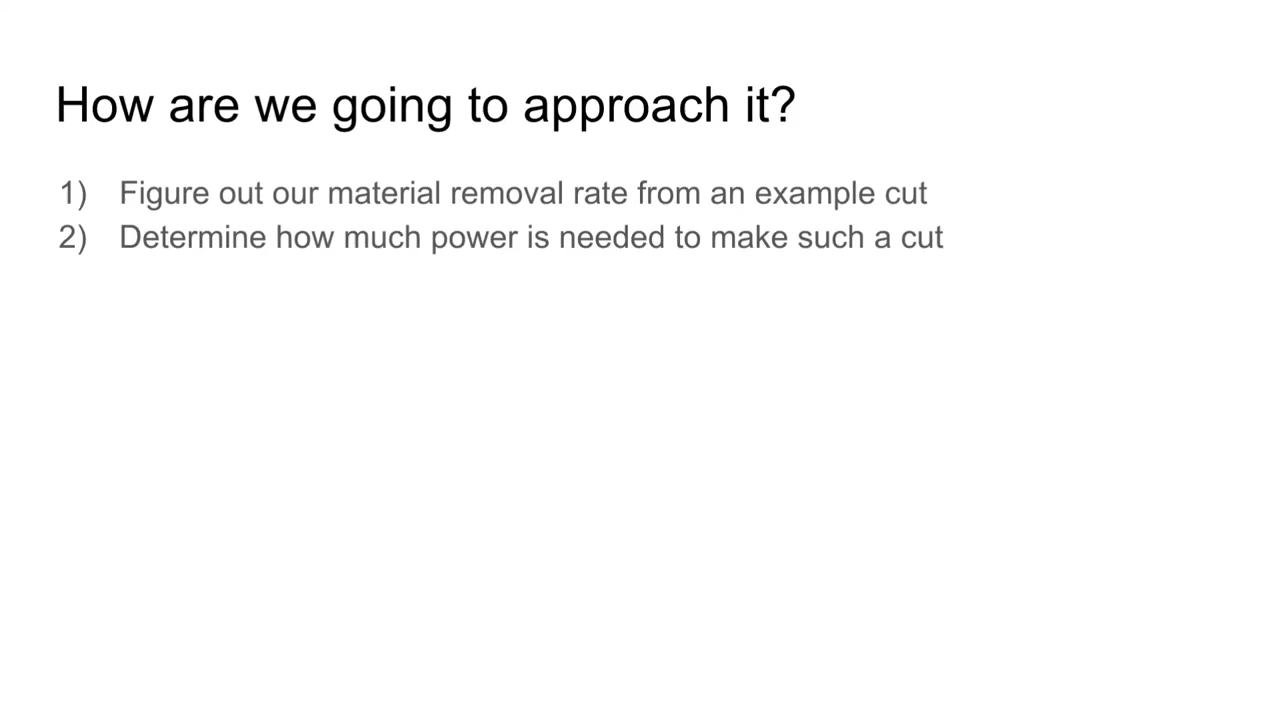 How are we going to approach it?
1) Figure out our material removal rate from an example cut
2) Determine how much power is needed to make such a cut